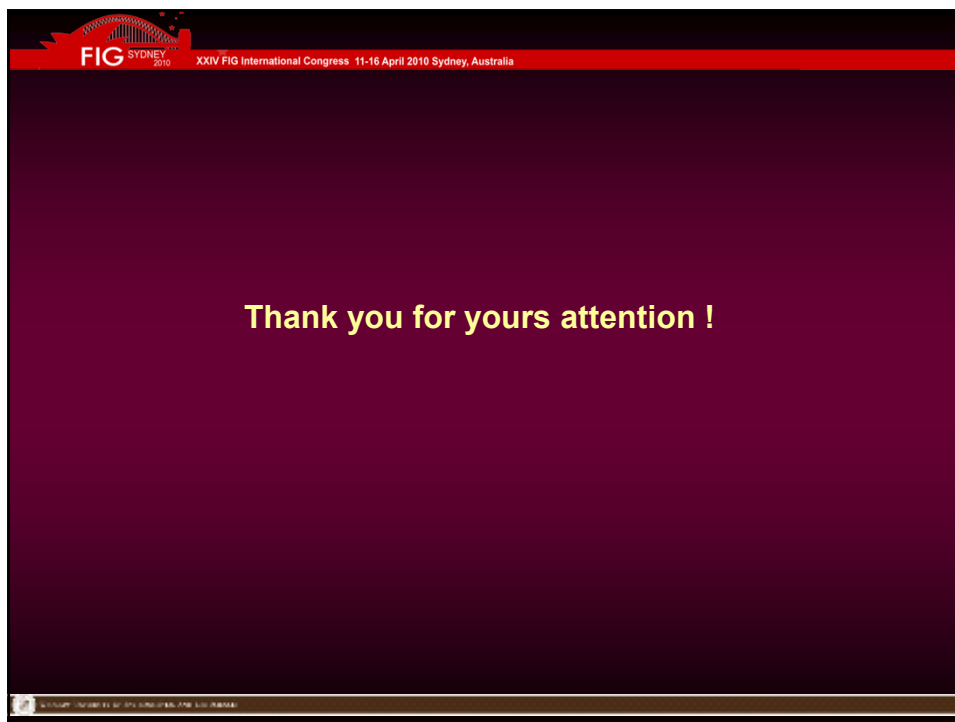 FIG SYDNEY 2010
XXIV FIG International Congress 11-16 April 2010 Sydney, Australia
Thank you for yours attention !